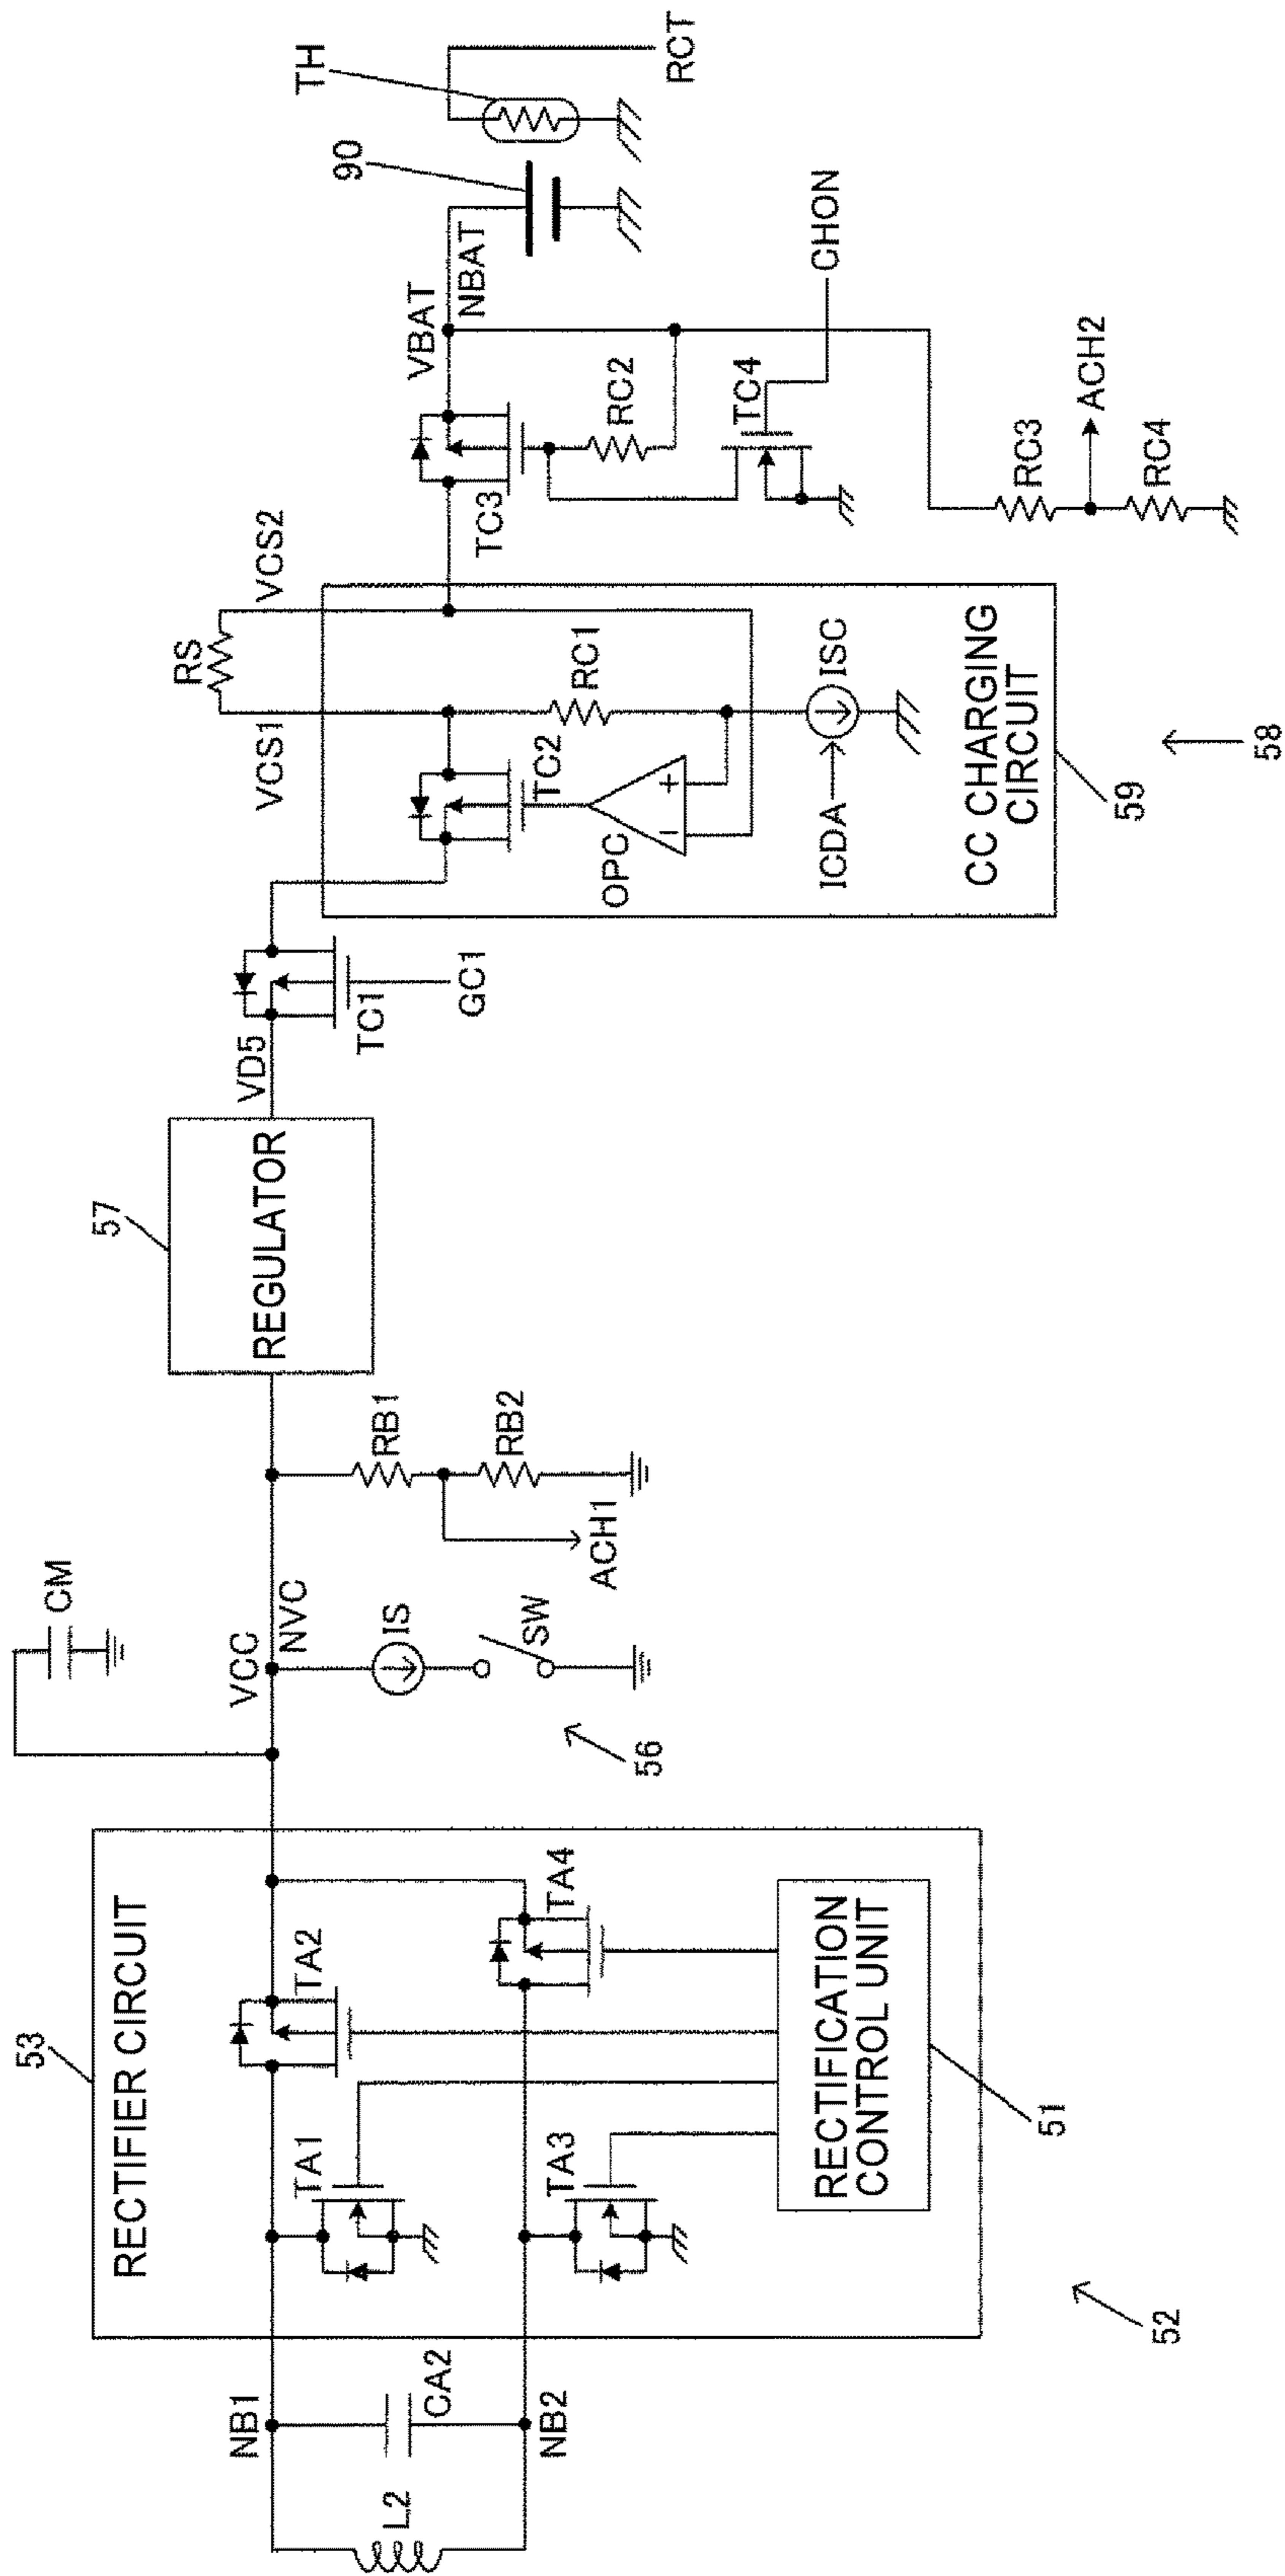 53
RECTIFIER CIRCUIT
NB1
L2
CA2
NB2
TA1
TA2
TA3
TA4
RECTIFICATION
CONTROL UNIT
51
52
CM
VCC
NVC
IS
SW
56
RB1
RB2
ACH1
57
REGULATOR
VD5
TC1
GC1
VCS1
RS
VCS2
TC2
RC1
OPC
+
−
ICDA
ISC
CC CHARGING
CIRCUIT
59
58
TC3
VBAT
NBAT
RC2
TC4
CHON
RC3
ACH2
RC4
90
TH
RCT